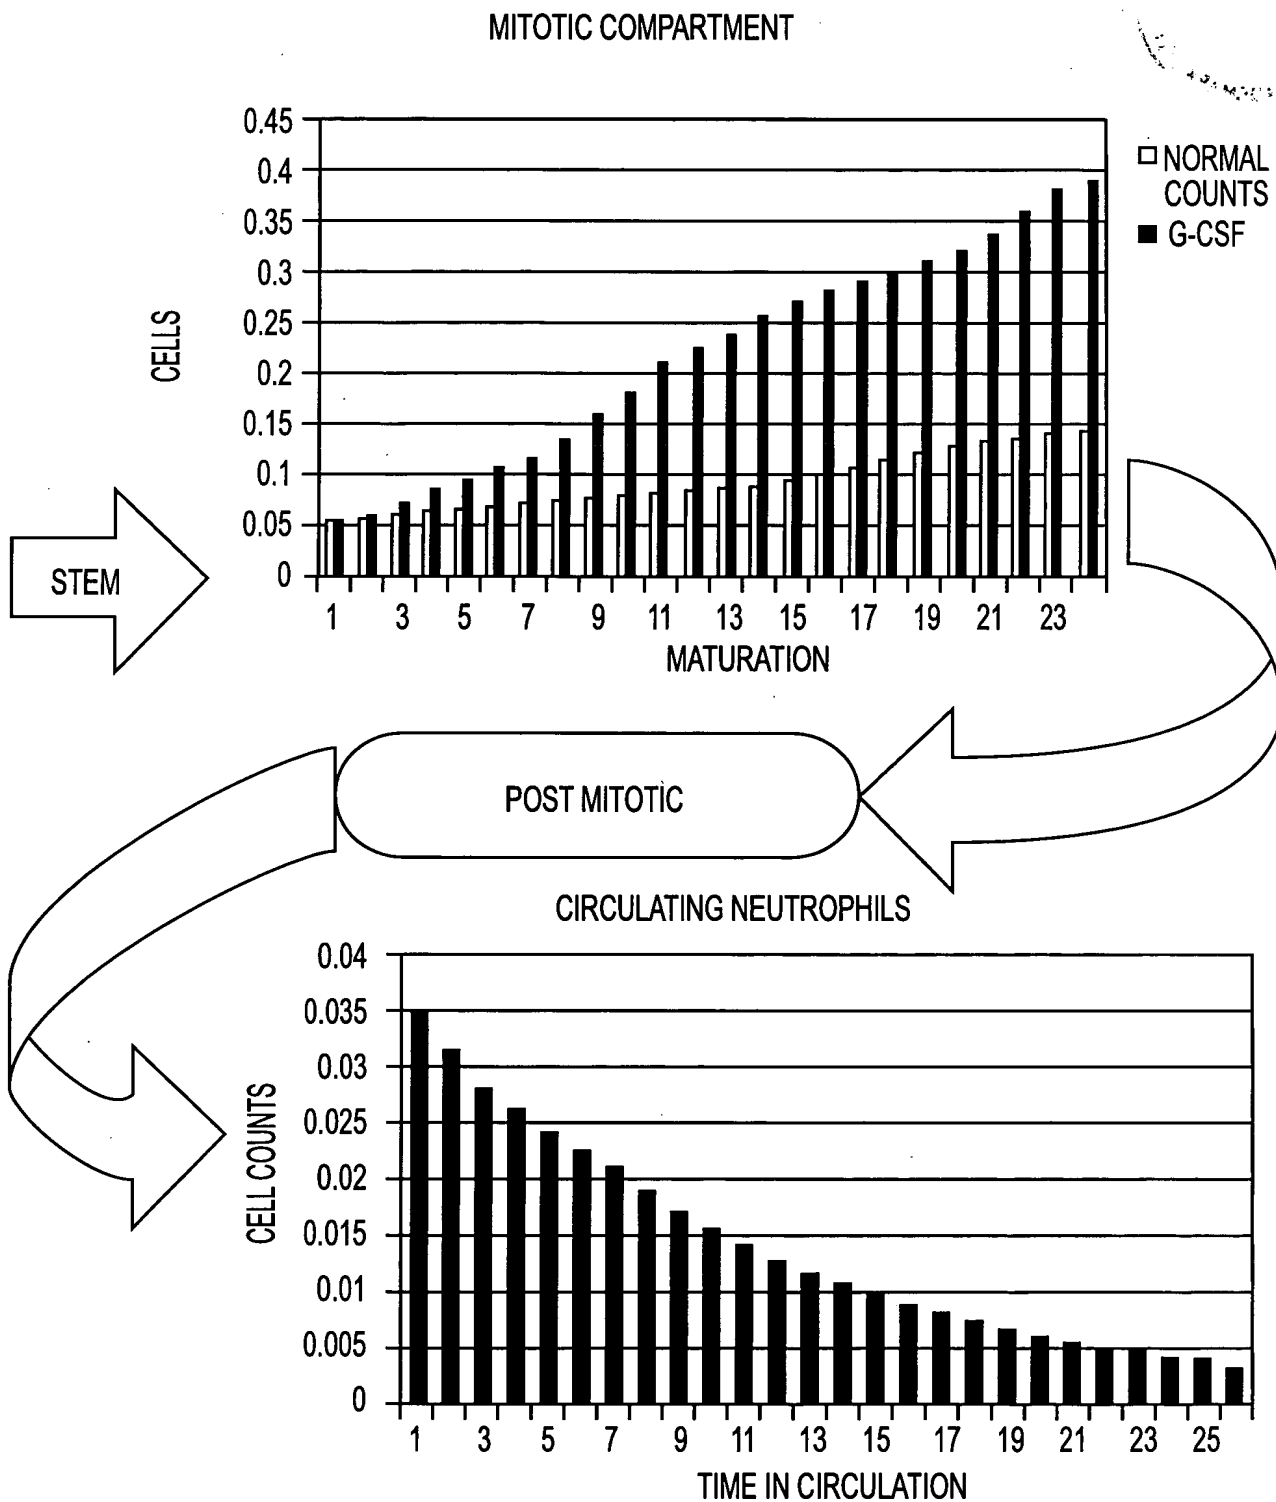 MITOTIC COMPARTMENT
0.45
0.4
0.35
0.3
0.25
0.2
0.15
0.1
0.05
0
CELLS
1 3 5 7 9 11 13 15 17 19 21 23
MATURATION
NORMAL
COUNTS
G-CSF
STEM
POST MITOTIC
CIRCULATING NEUTROPHILS
0.04
0.035
0.03
0.025
0.02
0.015
0.01
0.005
0
CELL COUNTS
1 3 5 7 9 11 13 15 17 19 21 23 25
TIME IN CIRCULATION